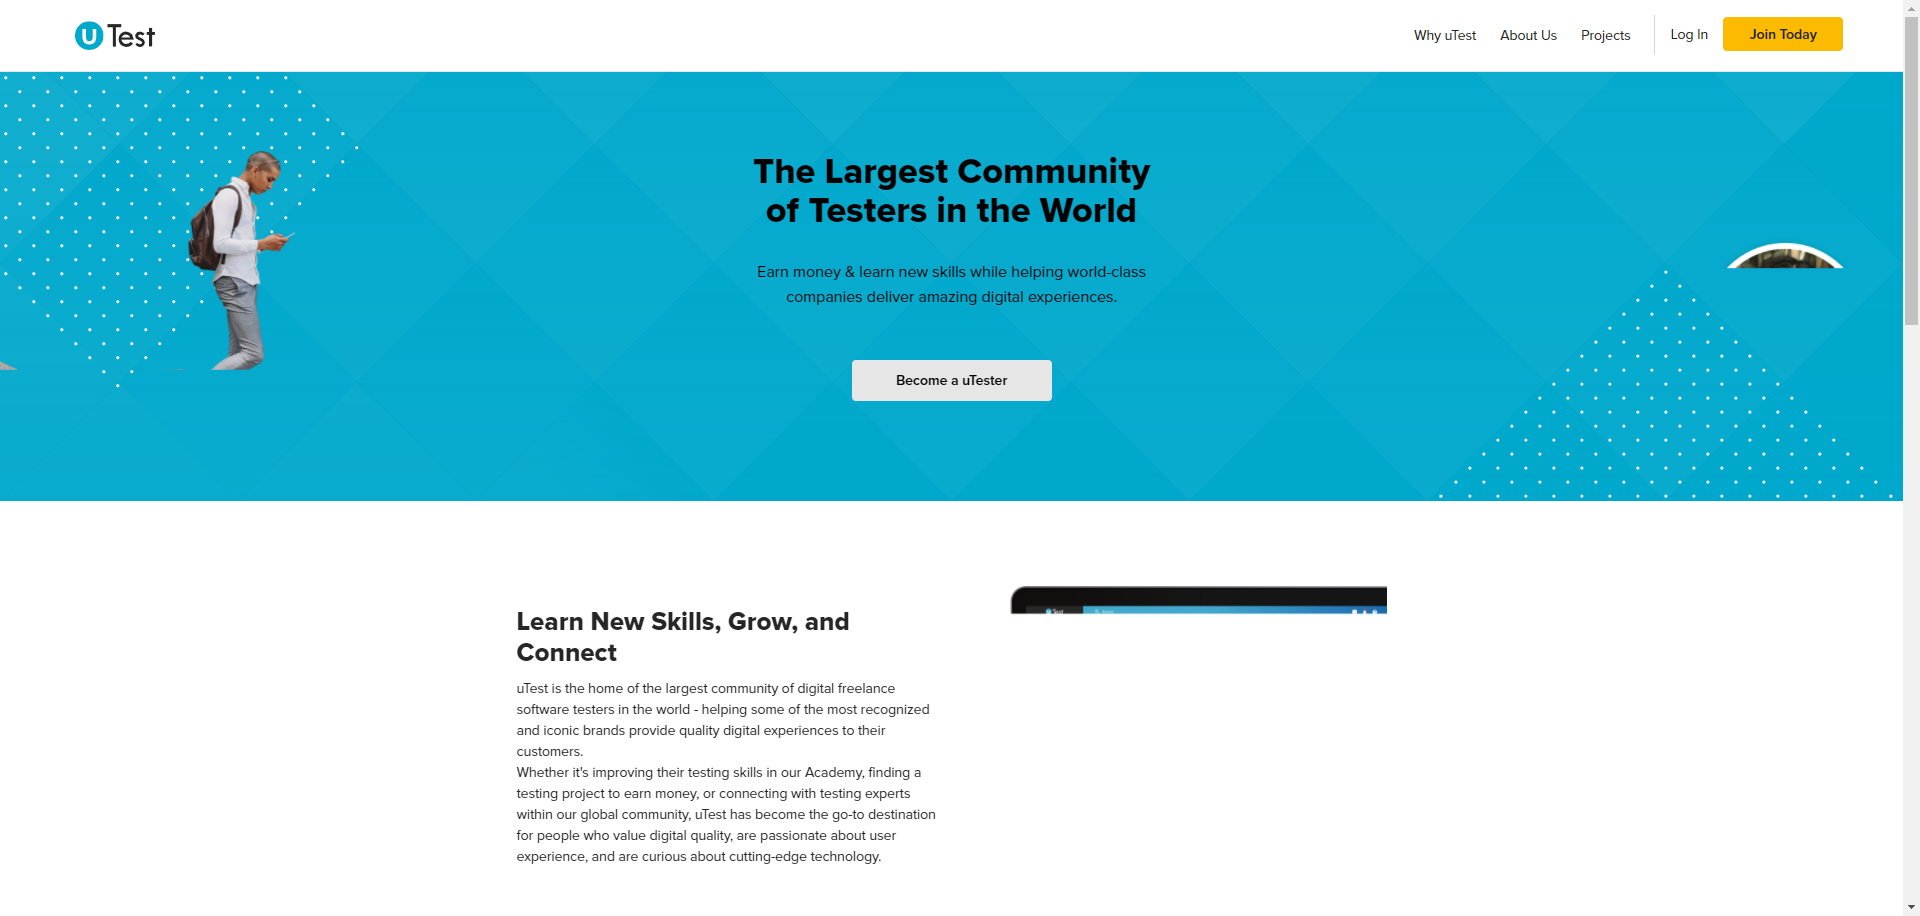 uTest
Why uTest
About Us
Projects
Log In
Join Today
The Largest Community
of Testers in the World
Earn money & learn new skills while helping world-class
companies deliver amazing digital experiences.
Become a uTester
Learn New Skills, Grow, and
Connect
uTest is the home of the largest community of digital freelance
software testers in the world - helping some of the most recognized
and iconic brands provide quality digital experiences to their
customers.
Whether it's improving their testing skills in our Academy, finding a
testing project to earn money, or connecting with testing experts
within our global community, uTest has become the go-to destination
for people who value digital quality, are passionate about user
experience, and are curious about cutting-edge technology.